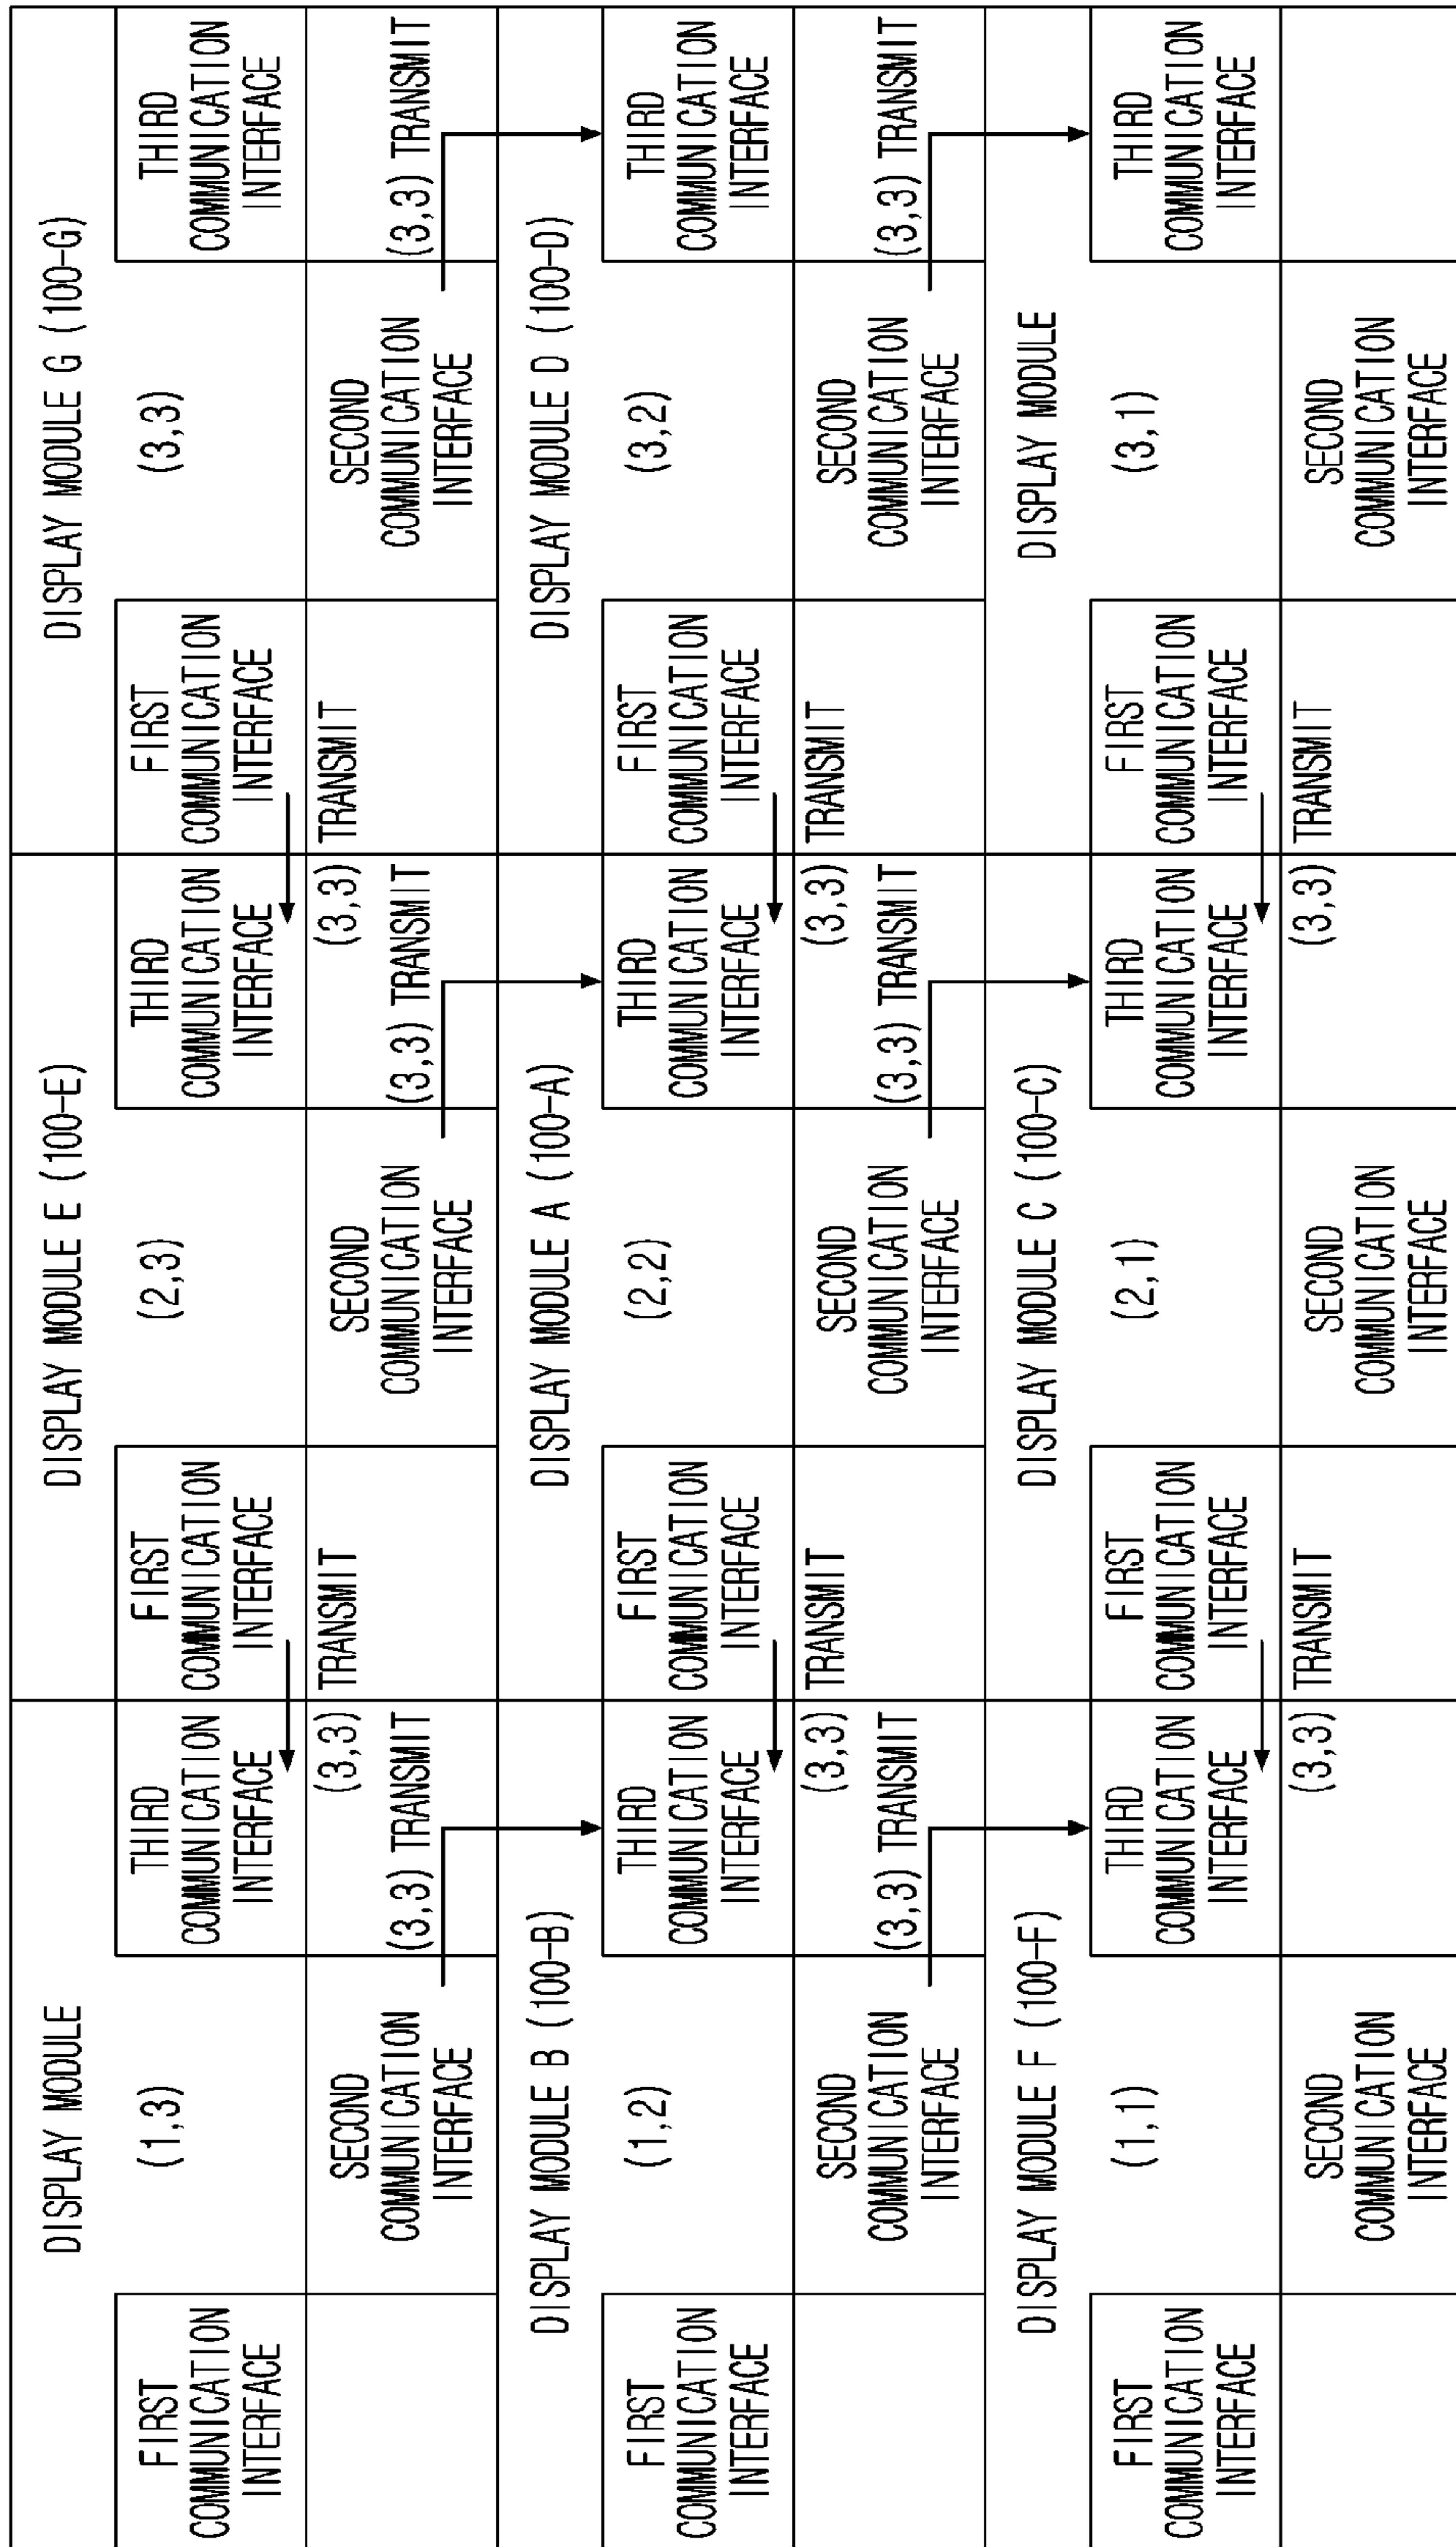 DISPLAY MODULE
FIRST
COMMUNICATION
INTERFACE
(1,3)
THIRD
COMMUNICATION
INTERFACE
SECOND
COMMUNICATION
INTERFACE
(3,3) TRANSMIT
(3,3) TRANSMIT
DISPLAY MODULE E (100-E)
FIRST
COMMUNICATION
INTERFACE
(2,3)
THIRD
COMMUNICATION
INTERFACE
SECOND
COMMUNICATION
INTERFACE
(3,3) TRANSMIT
(3,3) TRANSMIT
DISPLAY MODULE G (100-G)
FIRST
COMMUNICATION
INTERFACE
(3,3)
THIRD
COMMUNICATION
INTERFACE
SECOND
COMMUNICATION
INTERFACE
(3,3) TRANSMIT
DISPLAY MODULE B (100-B)
FIRST
COMMUNICATION
INTERFACE
(1,2)
THIRD
COMMUNICATION
INTERFACE
SECOND
COMMUNICATION
INTERFACE
(3,3) TRANSMIT
(3,3) TRANSMIT
DISPLAY MODULE A (100-A)
FIRST
COMMUNICATION
INTERFACE
(2,2)
THIRD
COMMUNICATION
INTERFACE
SECOND
COMMUNICATION
INTERFACE
(3,3) TRANSMIT
(3,3) TRANSMIT
DISPLAY MODULE D (100-D)
FIRST
COMMUNICATION
INTERFACE
(3,2)
THIRD
COMMUNICATION
INTERFACE
SECOND
COMMUNICATION
INTERFACE
(3,3) TRANSMIT
DISPLAY MODULE F (100-F)
FIRST
COMMUNICATION
INTERFACE
(1,1)
THIRD
COMMUNICATION
INTERFACE
SECOND
COMMUNICATION
INTERFACE
(3,3) TRANSMIT
DISPLAY MODULE C (100-C)
FIRST
COMMUNICATION
INTERFACE
(2,1)
THIRD
COMMUNICATION
INTERFACE
SECOND
COMMUNICATION
INTERFACE
(3,3) TRANSMIT
DISPLAY MODULE
FIRST
COMMUNICATION
INTERFACE
(3,1)
THIRD
COMMUNICATION
INTERFACE
SECOND
COMMUNICATION
INTERFACE